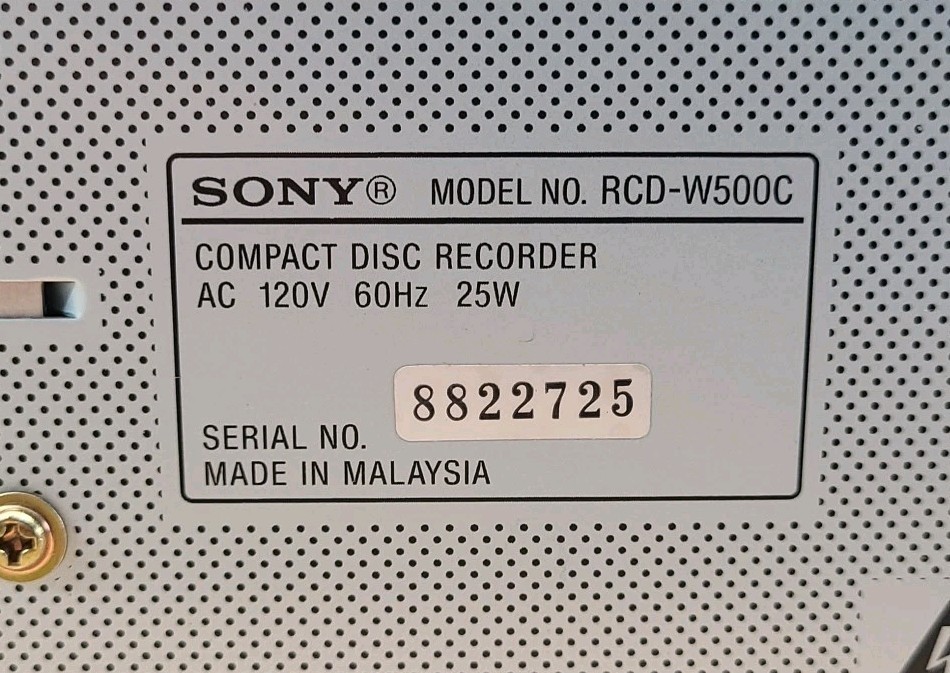 SONY® MODEL NO. RCD-W500C
COMPACT DISC RECORDER
AC 120V 60Hz 25W
8822725
SERIAL NO.
MADE IN MALAYSIA